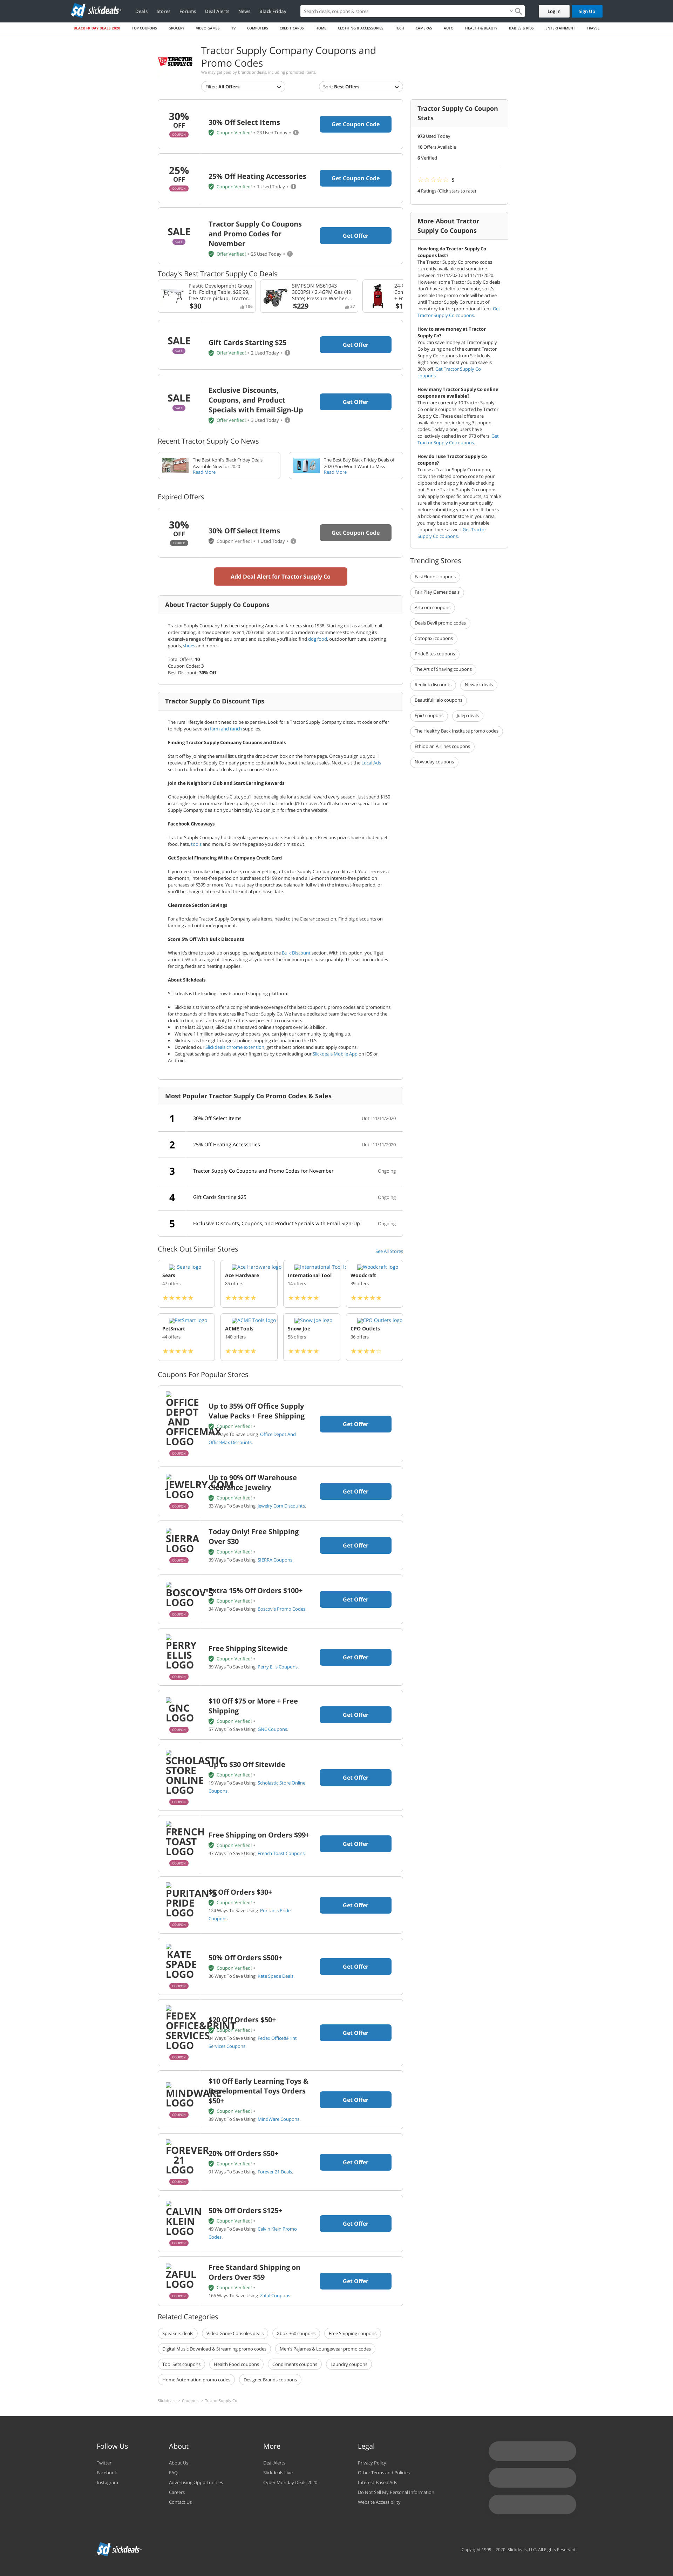 slickdeals
Deals Stores Forums Deal Alerts News Black Friday
Search deals, coupons & stores
Log In
Sign Up
BLACK FRIDAY DEALS 2020 TOP COUPONS GROCERY VIDEO GAMES TV COMPUTERS CREDIT CARDS HOME CLOTHING & ACCESSORIES TECH CAMERAS AUTO HEALTH & BEAUTY BABIES & KIDS ENTERTAINMENT TRAVEL
TRACTOR SUPPLY CO
Tractor Supply Company Coupons and
Promo Codes
We may get paid by brands or deals, including promoted items.
Filter: All Offers
Sort: Best Offers
30%
OFF
COUPON
30% Off Select Items
Coupon Verified! • 23 Used Today •
Get Coupon Code
25%
OFF
COUPON
25% Off Heating Accessories
Coupon Verified! • 1 Used Today •
Get Coupon Code
SALE
SALE
Tractor Supply Co Coupons
and Promo Codes for
November
Offer Verified! • 25 Used Today •
Get Offer
Today's Best Tractor Supply Co Deals
Plastic Development Group
6 ft. Folding Table, $29.99,
free store pickup, Tractor...
$30
SIMPSON MS61043
3000PSI / 2.4GPM Gas (49
State) Pressure Washer ...
$229
37
SALE
SALE
Gift Cards Starting $25
Offer Verified! • 2 Used Today •
Get Offer
SALE
SALE
Exclusive Discounts,
Coupons, and Product
Specials with Email Sign-Up
Offer Verified! • 3 Used Today •
Get Offer
Recent Tractor Supply Co News
The Best Kohl's Black Friday Deals
Available Now for 2020
Read More
The Best Buy Black Friday Deals of
2020 You Won't Want to Miss
Read More
Expired Offers
30%
OFF
EXPIRED
30% Off Select Items
Coupon Verified! • 1 Used Today •
Get Coupon Code
Add Deal Alert for Tractor Supply Co
About Tractor Supply Co Coupons
Tractor Supply Company has been supporting American farmers since 1938. Starting out as a small mail-
order catalog, it now operates over 1,700 retail locations and a modern e-commerce store. Among its
extensive range of farming equipment and supplies, you'll also find dog food, outdoor furniture, sporting
goods, shoes and more.
Total Offers: 10
Coupon Codes: 3
Best Discount: 30% Off
Tractor Supply Co Discount Tips
The rural lifestyle doesn't need to be expensive. Look for a Tractor Supply Company discount code or offer
to help you save on farm and ranch supplies.
Finding Tractor Supply Company Coupons and Deals
Start off by joining the email list using the drop-down box on the home page. Once you sign up, you'll
receive a Tractor Supply Company promo code and info about the latest sales. Next, visit the Local Ads
section to find out about deals at your nearest store.
Join the Neighbor's Club and Start Earning Rewards
Once you join the Neighbor's Club, you'll become eligible for a special reward every season. Just spend $150
in a single season or make three qualifying visits that include $10 or over. You'll also receive special Tractor
Supply Company deals on your birthday. You can join for free on the website.
Facebook Giveaways
Tractor Supply Company holds regular giveaways on its Facebook page. Previous prizes have included pet
food, hats, tools and more. Follow the page so you don't miss out.
Get Special Financing With a Company Credit Card
If you need to make a big purchase, consider getting a Tractor Supply Company credit card. You'll receive a
six-month, interest-free period on purchases of $199 or more and a 12-month, interest-free period on
purchases of $399 or more. You must pay the purchase balance in full within the interest-free period, or
you'll be charged interest from the initial purchase date.
Clearance Section Savings
For affordable Tractor Supply Company sale items, head to the Clearance section. Find big discounts on
farming and outdoor equipment.
Score 5% Off With Bulk Discounts
When it's time to stock up on supplies, navigate to the Bulk Discount section. With this option, you'll get
around 5% off a range of items as long as you meet the minimum purchase quantity. This section includes
fencing, feeds and heating supplies.
About Slickdeals
Slickdeals is the leading crowdsourced shopping platform:
• Slickdeals strives to offer a comprehensive coverage of the best coupons, promo codes and promotions
for thousands of different stores like Tractor Supply Co. We have a dedicated team that works around the
clock to find, post and verify the offers we present to consumers.
• In the last 20 years, Slickdeals has saved online shoppers over $6.8 billion.
• We have 11 million active savvy shoppers; you can join our community by signing up.
• Slickdeals is the eighth largest online shopping destination in the U.S
• Download our Slickdeals chrome extension, get the best prices and auto apply coupons.
• Get great savings and deals at your fingertips by downloading our Slickdeals Mobile App on iOS or
Android.
Most Popular Tractor Supply Co Promo Codes & Sales
1 30% Off Select Items Until 11/11/2020
2 25% Off Heating Accessories Until 11/11/2020
3 Tractor Supply Co Coupons and Promo Codes for November Ongoing
4 Gift Cards Starting $25 Ongoing
5 Exclusive Discounts, Coupons, and Product Specials with Email Sign-Up Ongoing
Check Out Similar Stores
See All Stores
Sears logo
Sears
47 offers
Ace Hardware logo
Ace Hardware
85 offers
International Tool lo
International Tool
14 offers
Woodcraft logo
Woodcraft
39 offers
PetSmart logo
PetSmart
44 offers
ACME Tools logo
ACME Tools
140 offers
Snow Joe logo
Snow Joe
58 offers
CPO Outlets logo
CPO Outlets
36 offers
Coupons For Popular Stores
OFFICE DEPOT AND OFFICEMAX LOGO
COUPON
Up to 35% Off Office Supply
Value Packs + Free Shipping
Coupon Verified! •
Ways To Save Using Office Depot And
OfficeMax Discounts.
Get Offer
JEWELRY.COM LOGO
COUPON
Up to 90% Off Warehouse
Clearance Jewelry
Coupon Verified! •
33 Ways To Save Using Jewelry.Com Discounts.
Get Offer
SIERRA LOGO
COUPON
Today Only! Free Shipping
Over $30
Coupon Verified! •
39 Ways To Save Using SIERRA Coupons.
Get Offer
BOSCOV'S LOGO
COUPON
Extra 15% Off Orders $100+
Coupon Verified! •
34 Ways To Save Using Boscov's Promo Codes.
Get Offer
PERRY ELLIS LOGO
COUPON
Free Shipping Sitewide
Coupon Verified! •
39 Ways To Save Using Perry Ellis Coupons.
Get Offer
GNC LOGO
COUPON
$10 Off $75 or More + Free
Shipping
Coupon Verified! •
57 Ways To Save Using GNC Coupons.
Get Offer
SCHOLASTIC STORE ONLINE LOGO
COUPON
Up to $30 Off Sitewide
Coupon Verified! •
19 Ways To Save Using Scholastic Store Online
Coupons.
Get Offer
FRENCH TOAST LOGO
COUPON
Free Shipping on Orders $99+
Coupon Verified! •
47 Ways To Save Using French Toast Coupons.
Get Offer
PURITAN'S PRIDE LOGO
COUPON
Off Orders $30+
Coupon Verified! •
124 Ways To Save Using Puritan's Pride
Coupons.
Get Offer
KATE SPADE LOGO
COUPON
50% Off Orders $500+
Coupon Verified! •
36 Ways To Save Using Kate Spade Deals.
Get Offer
FEDEX OFFICE&PRINT SERVICES LOGO
COUPON
$20 Off Orders $50+
Coupon Verified! •
Ways To Save Using Fedex Office&Print
Services Coupons.
Get Offer
MINDWARE LOGO
COUPON
$10 Off Early Learning Toys &
Developmental Toys Orders
$50+
Coupon Verified! •
39 Ways To Save Using MindWare Coupons.
Get Offer
FOREVER 21 LOGO
COUPON
20% Off Orders $50+
Coupon Verified! •
91 Ways To Save Using Forever 21 Deals.
Get Offer
CALVIN KLEIN LOGO
COUPON
50% Off Orders $125+
Coupon Verified! •
49 Ways To Save Using Calvin Klein Promo
Codes.
Get Offer
ZAFUL LOGO
COUPON
Free Standard Shipping on
Orders Over $59
Coupon Verified! •
166 Ways To Save Using Zaful Coupons.
Get Offer
Related Categories
Speakers deals Video Game Consoles deals Xbox 360 coupons Free Shipping coupons
Digital Music Download & Streaming promo codes Men's Pajamas & Loungewear promo codes
Tool Sets coupons Health Food coupons Condiments coupons Laundry coupons
Home Automation promo codes Designer Brands coupons
Slickdeals > Coupons > Tractor Supply Co
Tractor Supply Co Coupon
Stats
973 Used Today
10 Offers Available
6 Verified
5
4 Ratings (Click stars to rate)
More About Tractor
Supply Co Coupons
How long do Tractor Supply Co
coupons last?
The Tractor Supply Co promo codes
currently available end sometime
between 11/11/2020 and 11/11/2020.
However, some Tractor Supply Co deals
don't have a definite end date, so it's
possible the promo code will be active
until Tractor Supply Co runs out of
inventory for the promotional item. Get
Tractor Supply Co coupons.
How to save money at Tractor
Supply Co?
You can save money at Tractor Supply
Co by using one of the current Tractor
Supply Co coupons from Slickdeals.
Right now, the most you can save is
30% off. Get Tractor Supply Co
coupons.
How many Tractor Supply Co online
coupons are available?
There are currently 10 Tractor Supply
Co online coupons reported by Tractor
Supply Co. These deal offers are
available online, including 3 coupon
codes. Today alone, users have
collectively cashed in on 973 offers. Get
Tractor Supply Co coupons.
How do I use Tractor Supply Co
coupons?
To use a Tractor Supply Co coupon,
copy the related promo code to your
clipboard and apply it while checking
out. Some Tractor Supply Co coupons
may only apply to specific products, so make
sure all the items in your cart qualify
before submitting your order. If there's
a brick-and-mortar store in your area,
you may be able to use a printable
coupon there as well. Get Tractor
Supply Co coupons.
Trending Stores
FastFloors coupons
Fair Play Games deals
Art.com coupons
Deals Devil promo codes
Cotopaxi coupons
PrideBites coupons
The Art of Shaving coupons
Reolink discounts Newark deals
BeautifulHalo coupons
Epic! coupons Julep deals
The Healthy Back Institute promo codes
Ethiopian Airlines coupons
Nowaday coupons
Follow Us
Twitter
Facebook
Instagram
About
About Us
FAQ
Advertising Opportunities
Careers
Contact Us
More
Deal Alerts
Slickdeals Live
Cyber Monday Deals 2020
Legal
Privacy Policy
Other Terms and Policies
Interest-Based Ads
Do Not Sell My Personal Information
Website Accessibility
slickdeals
Copyright 1999 - 2020. Slickdeals, LLC. All Rights Reserved.